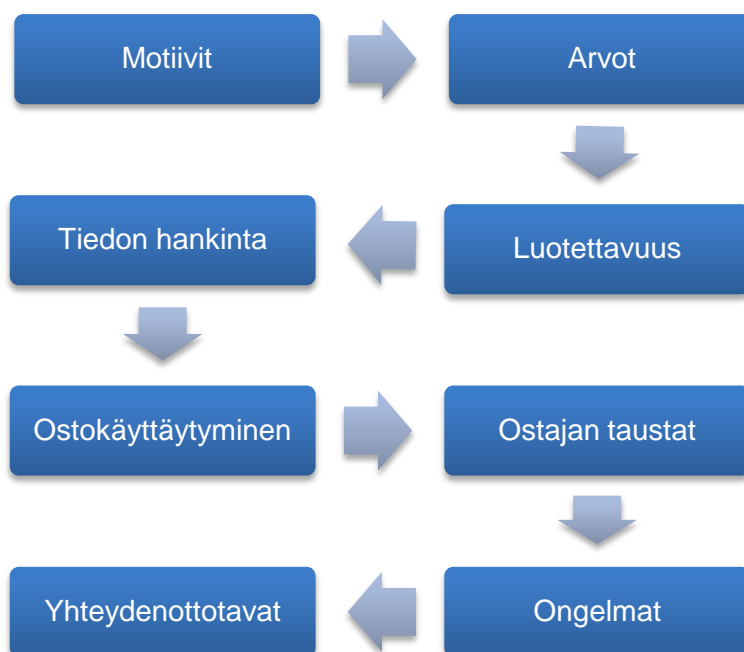 Motiivit
Arvot
Luotettavuus
Tiedon hankinta
Ostokäyttäytyminen
Ostajan taustat
Ongelmat
Yhteydenottotavat